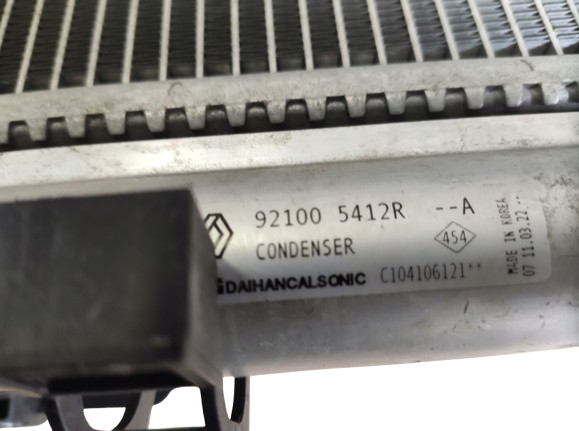 92100 5412R --A
CONDENSER
454
DAIHANCALSONIC C104106121**
MADE IN KOREA
07 11.03.22 **